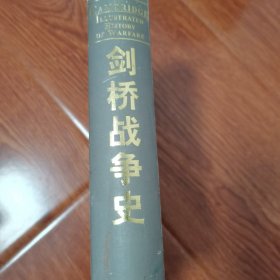 CAMBRIDGE
ILLUSTRATED
HISTORY
OF WARFARE
剑桥战争史